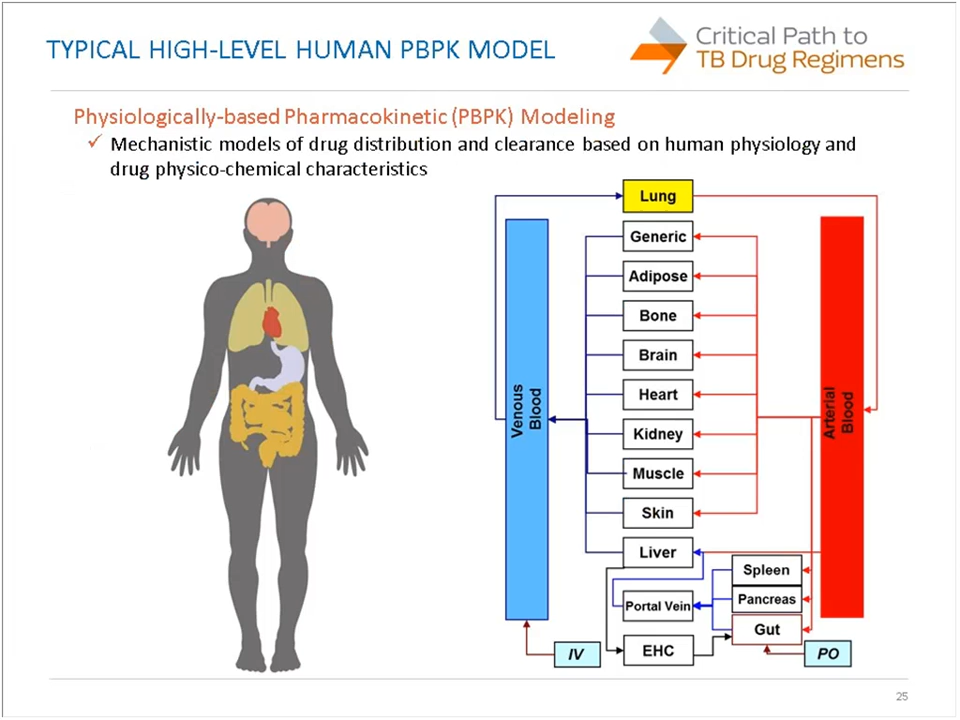 TYPICAL HIGH-LEVEL HUMAN PBPK MODEL
Critical Path to
TB Drug Regimens
Physiologically-based Pharmacokinetic (PBPK) Modeling
✓ Mechanistic models of drug distribution and clearance based on human physiology and
drug physico-chemical characteristics
Lung
Generic
Adipose
Bone
Brain
Heart
Kidney
Muscle
Skin
Liver
Venous
Blood
Arterial
Blood
Spleen
Portal Vein
Pancreas
Gut
EHC
IV
PO
25